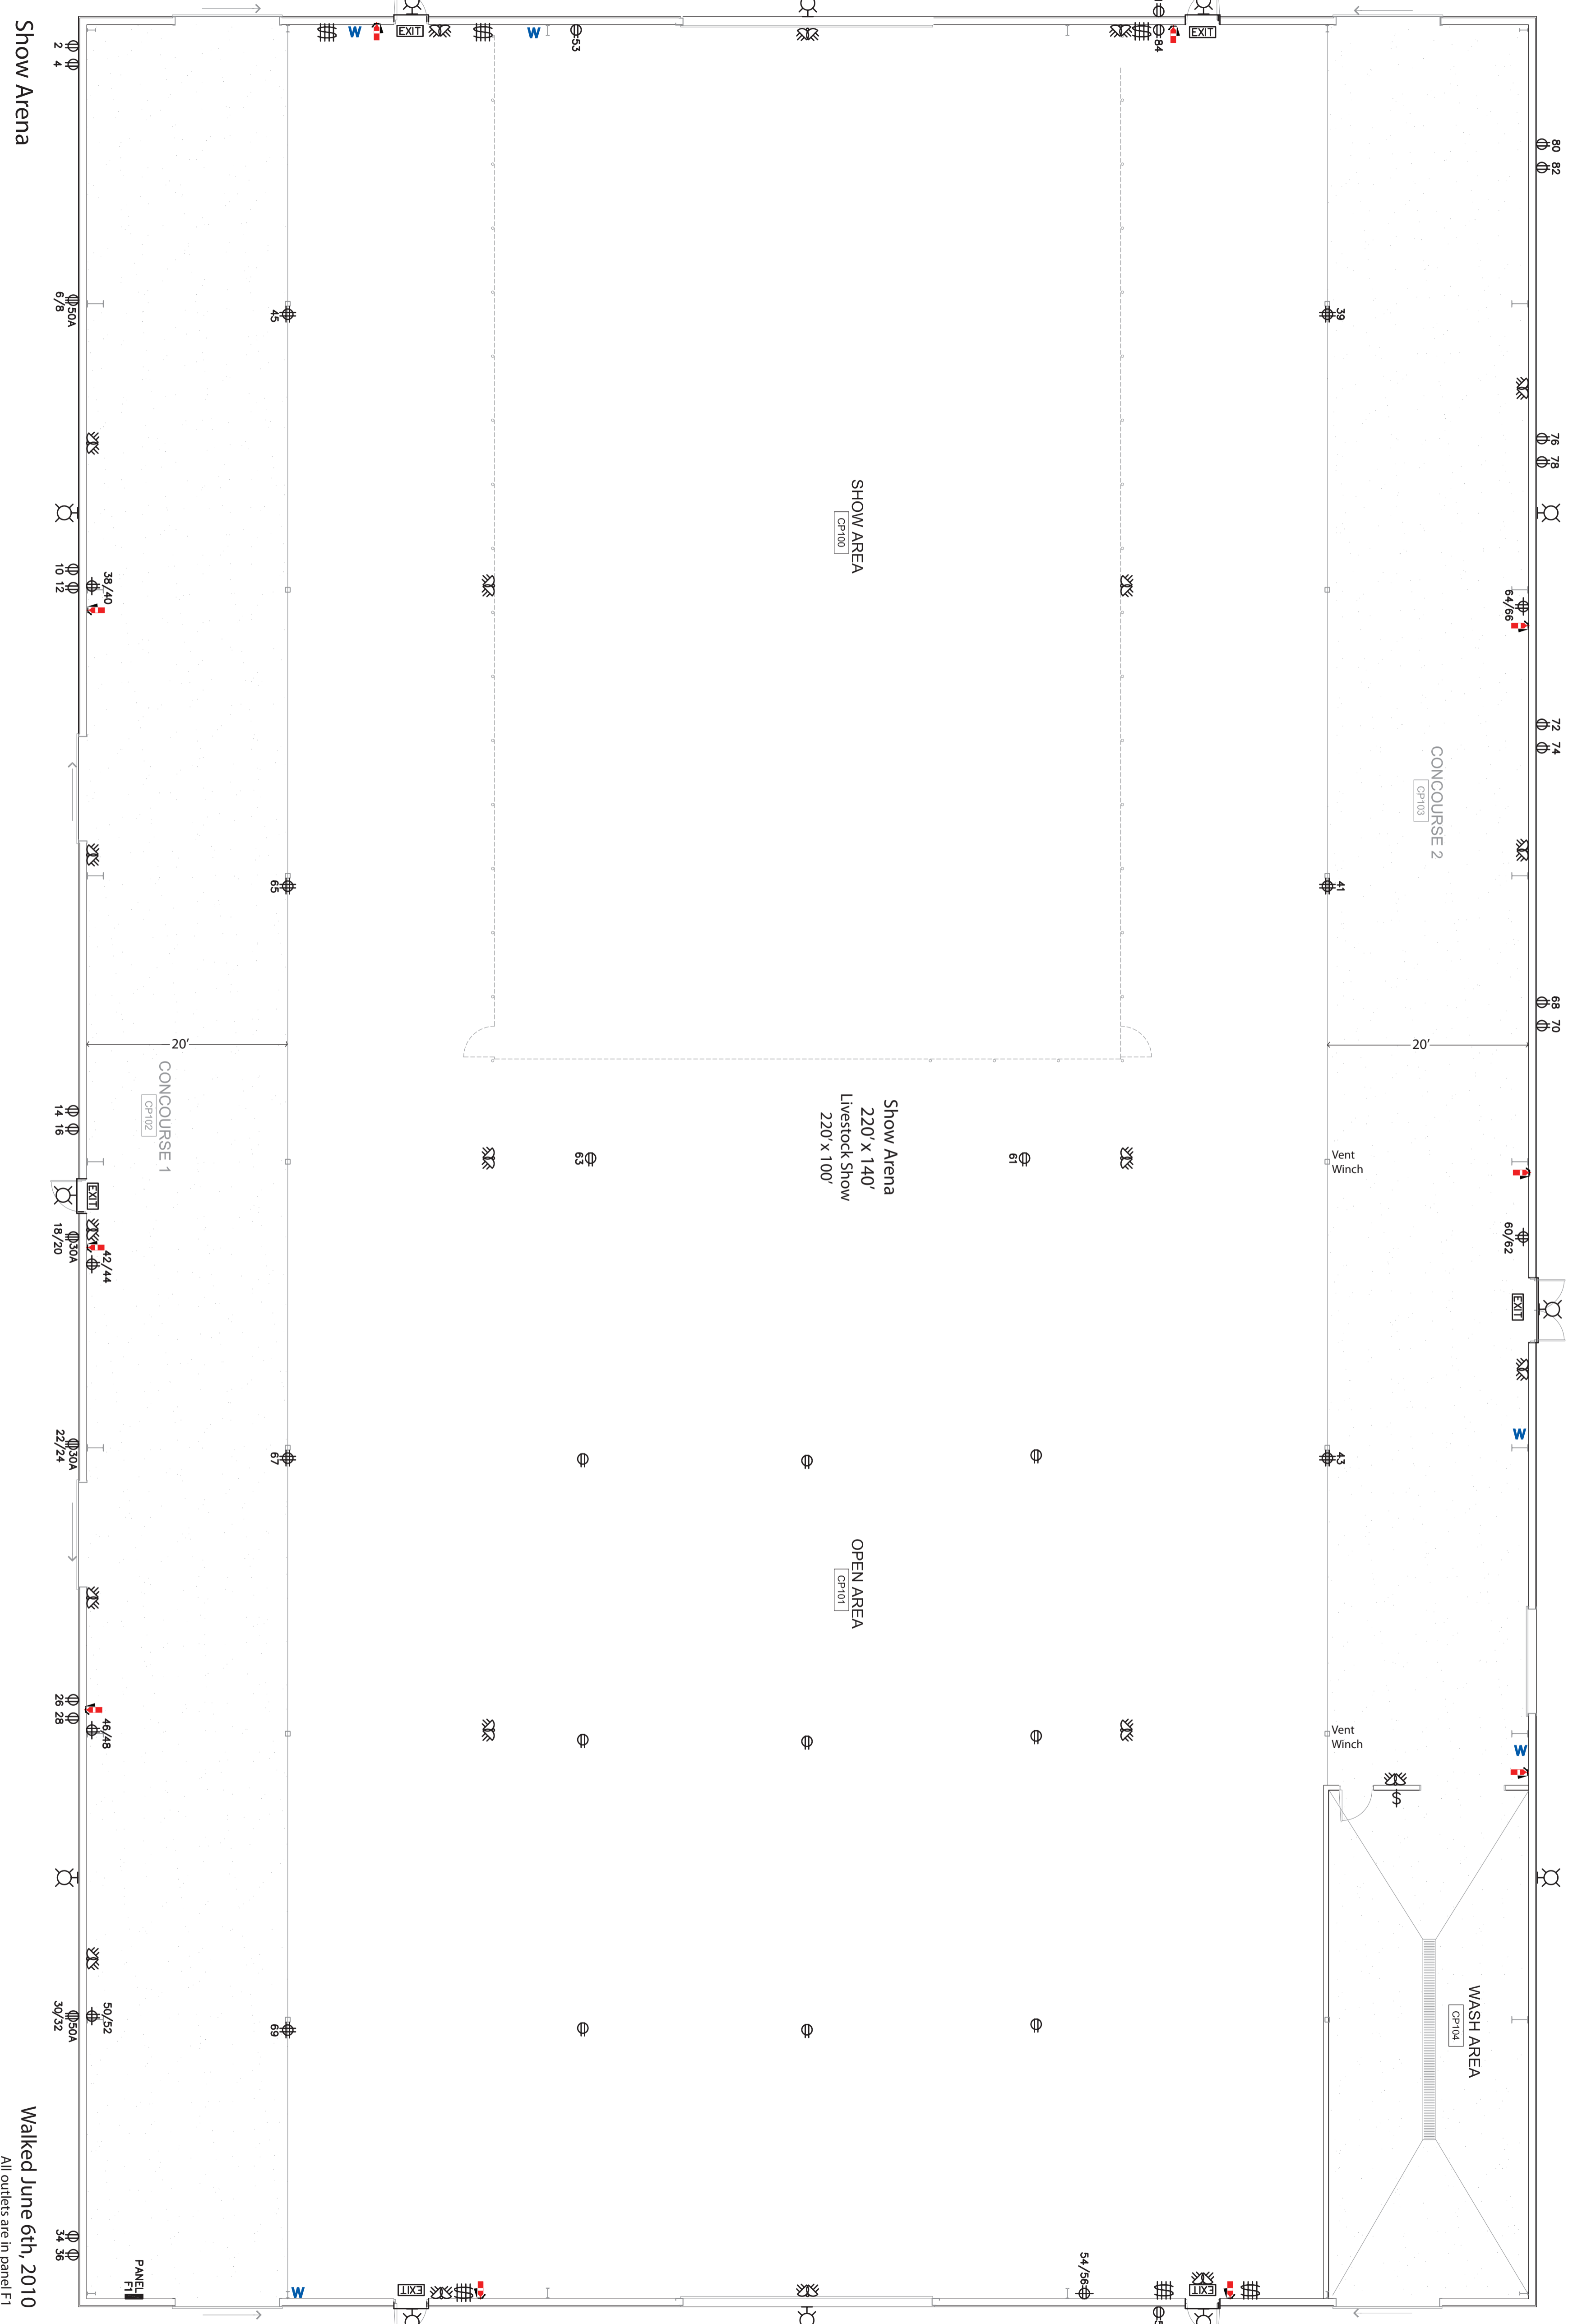 Show Arena
Walked June 6th, 2010
All outlets are in panel F1
2
4
6/8
50A
10
12
38/40
14
16
18/20
30A
42/44
22/24
30A
26
28
46/48
30/32
50A
50/52
34
36
PANEL
F1
EXIT
W
W
53
84
EXIT
80
82
76
78
64/66
72
74
68
70
60/62
EXIT
W
W
45
65
67
69
39
41
43
SHOW AREA
CP100
CONCOURSE 2
CP103
CONCOURSE 1
CP102
20’
20’
Show Arena
220’ x 140’
Livestock Show
220’ x 100’
63
61
Vent
Winch
Vent
Winch
EXIT
OPEN AREA
CP101
WASH AREA
CP104
W
EXIT
54/56
EXIT